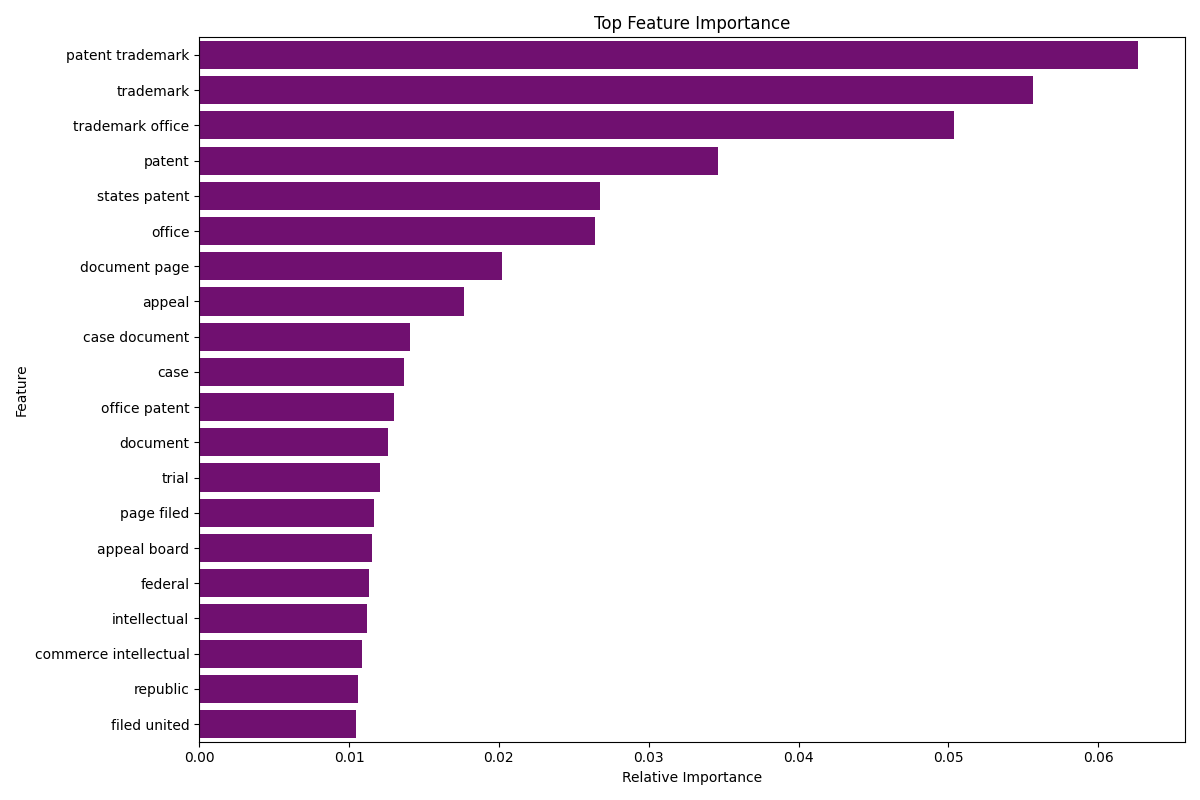 Top Feature Importance
patent trademark
trademark
trademark office
patent
states patent
office
document page
appeal
case document
case
office patent
document
trial
page filed
appeal board
federal
intellectual
commerce intellectual
republic
filed united
Feature
0.00 0.01 0.02 0.03 0.04 0.05 0.06
Relative Importance